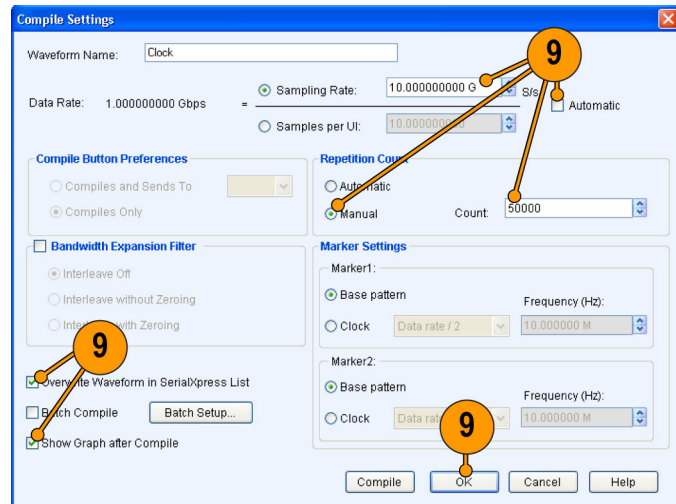 Compile Settings
Waveform Name: Clock
9
Sampling Rate: 10.000000000 G S/s
Data Rate: 1.000000000 Gbps = Automatic
Samples per UI:
Compile Button Preferences
Compiles and Sends To
Compiles Only
Repetition Count
Automatic
Manual Count: 50000
Bandwidth Expansion Filter
Interleave Off
Interleave without Zeroing
Interleave with Zeroing
Marker Settings
Marker1:
Base pattern
Frequency (Hz):
Clock Data rate / 2 10.000000 M
9
Overwrite Waveform in SerialXpress List
Batch Compile Batch Setup...
Show Graph after Compile
Marker2:
Base pattern
Frequency (Hz):
Clock Data rate 10.000000 M
9
Compile OK Cancel Help